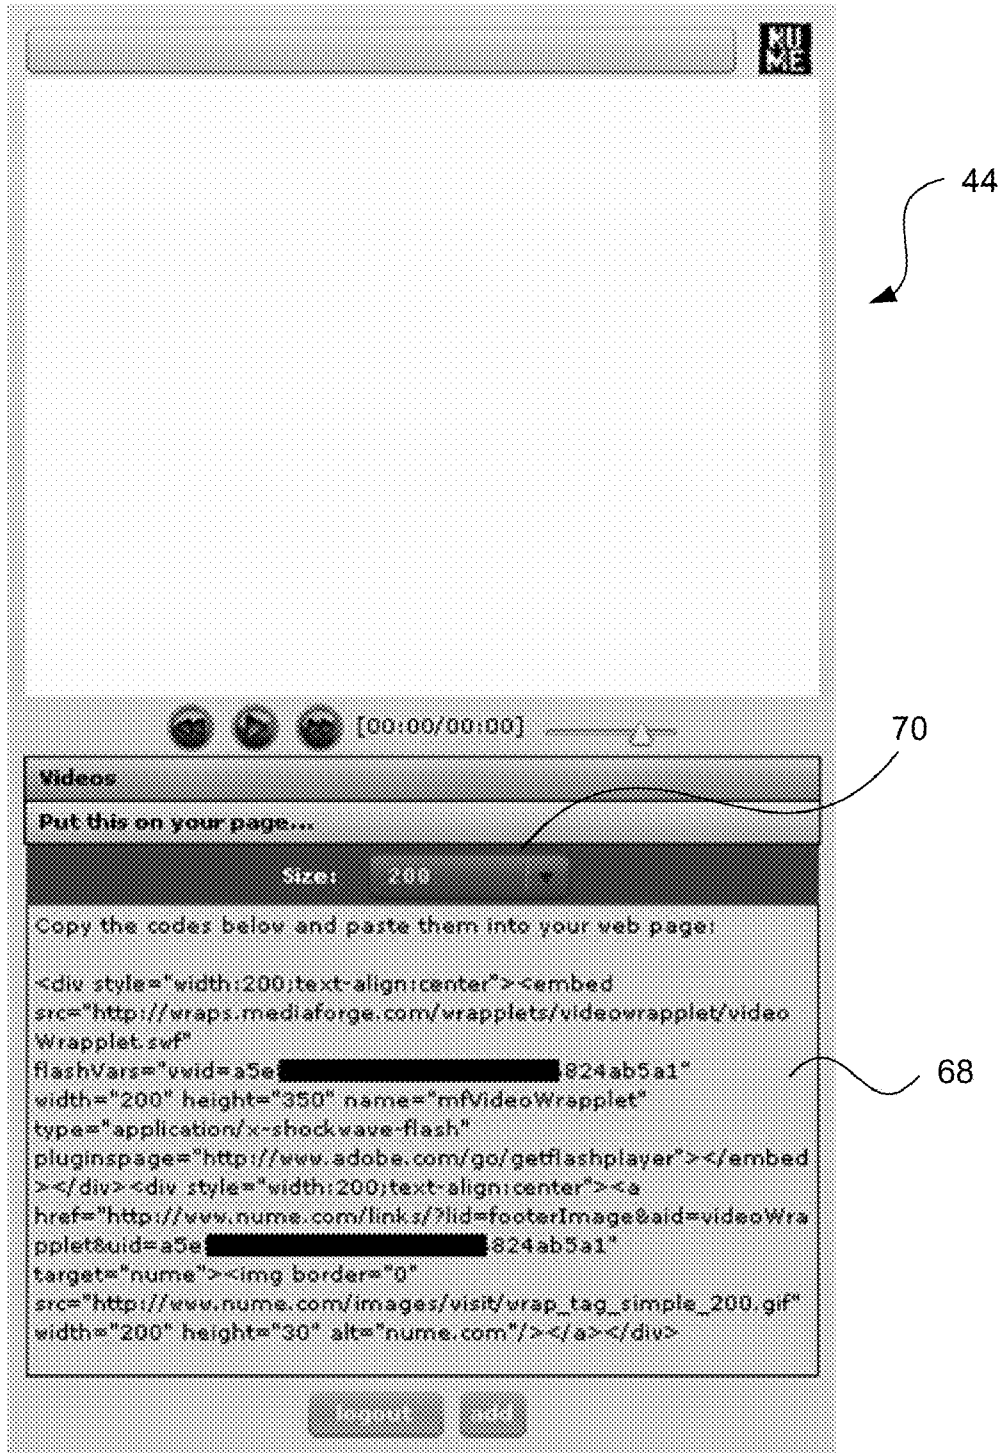 NU
ME
44
[00:00/00:00]
70
Videos
Put this on your page...
Size: 200
Copy the codes below and paste them into your web page:
<div style="width:200;text-align:center"><embed
src="http://wraps.mediaforge.com/wrapplets/videowrapplet/video
Wrapplet.swf"
flashVars="vwid=a5e 824ab5a1"
68
width="200" height="350" name="mfVideoWrapplet"
type="application/x-shockwave-flash"
pluginspage="http://www.adobe.com/go/getflashplayer"></embed
></div><div style="width:200;text-align:center"><a
href="http://www.nume.com/links/?lid=footerImage&aid=videoWra
pplet&uid=a5e 824ab5a1"
target="nume"><img border="0"
src="http://www.nume.com/images/visit/wrap_tag_simple_200.gif"
width="200" height="30" alt="nume.com"/></a></div>